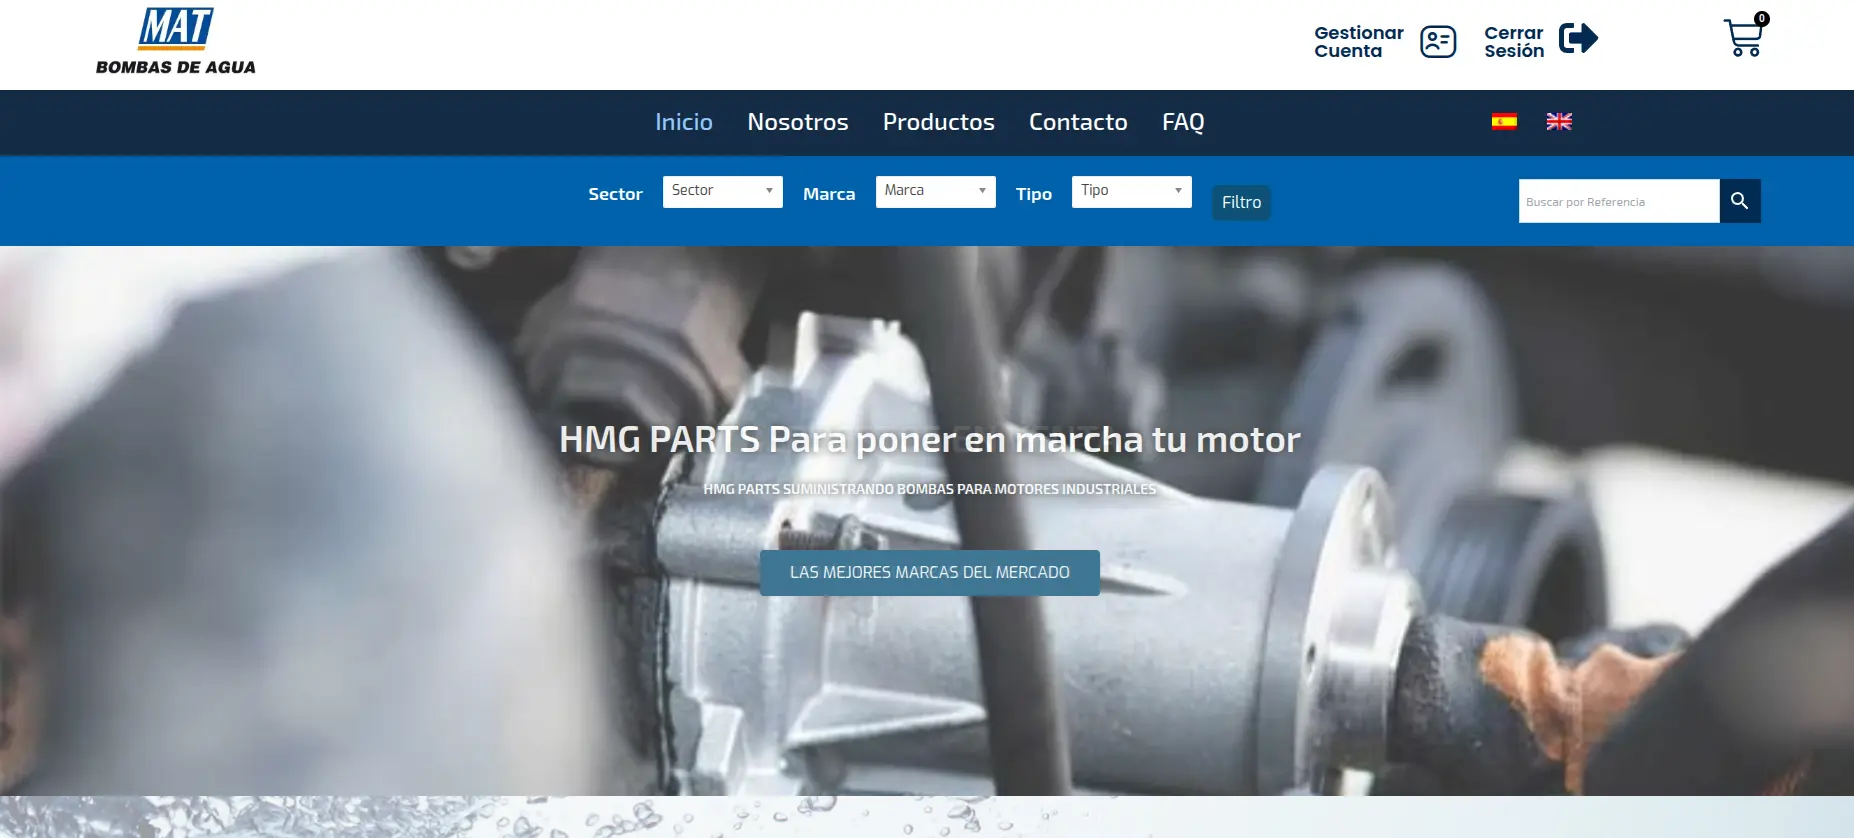 MAT
BOMBAS DE AGUA
Gestionar
Cuenta
Cerrar
Sesión
0
Inicio Nosotros Productos Contacto FAQ
Sector Sector Marca Marca Tipo Tipo Filtro
Buscar por Referencia
HMG PARTS Para poner en marcha tu motor
HMG PARTS SUMINISTRANDO BOMBAS PARA MOTORES INDUSTRIALES
LAS MEJORES MARCAS DEL MERCADO